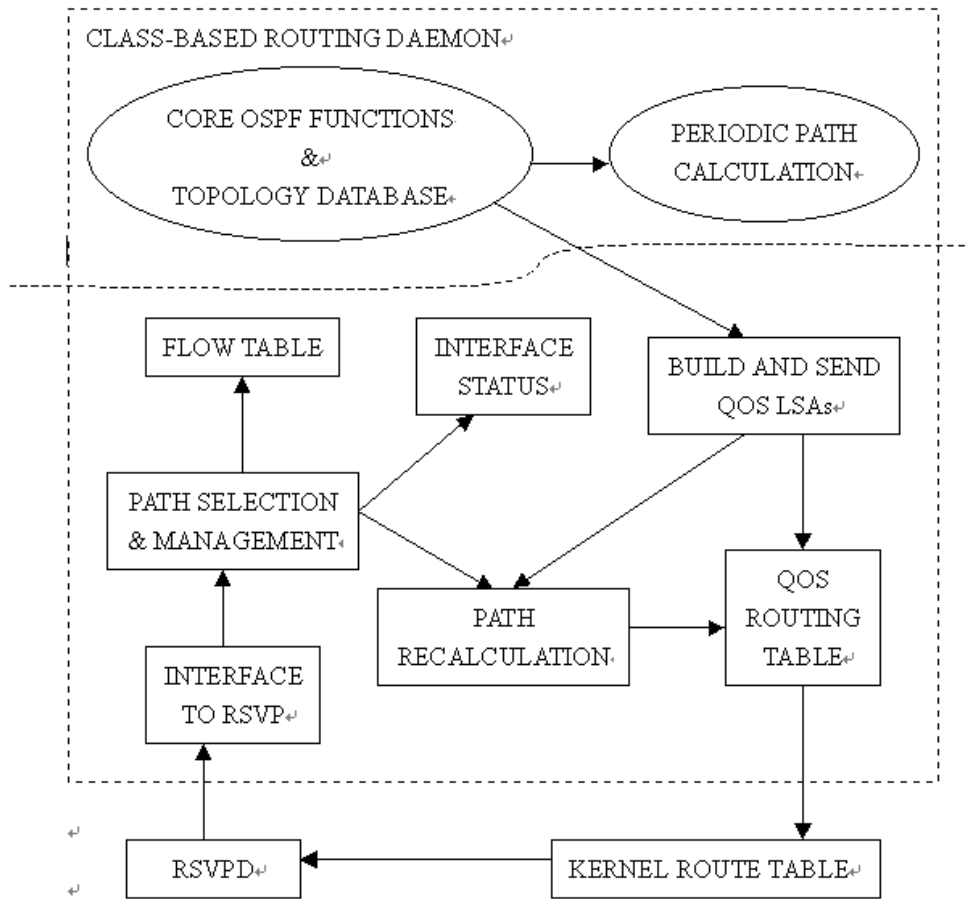 CLASS-BASED ROUTING DAEMON
CORE OSPF FUNCTIONS
&
TOPOLOGY DATABASE
PERIODIC PATH
CALCULATION
FLOW TABLE
INTERFACE
STATUS
BUILD AND SEND
QOS LSAs
PATH SELECTION
& MANAGEMENT
PATH
RECALCULATION
QOS
ROUTING
TABLE
INTERFACE
TO RSVP
RSVPD
KERNEL ROUTE TABLE